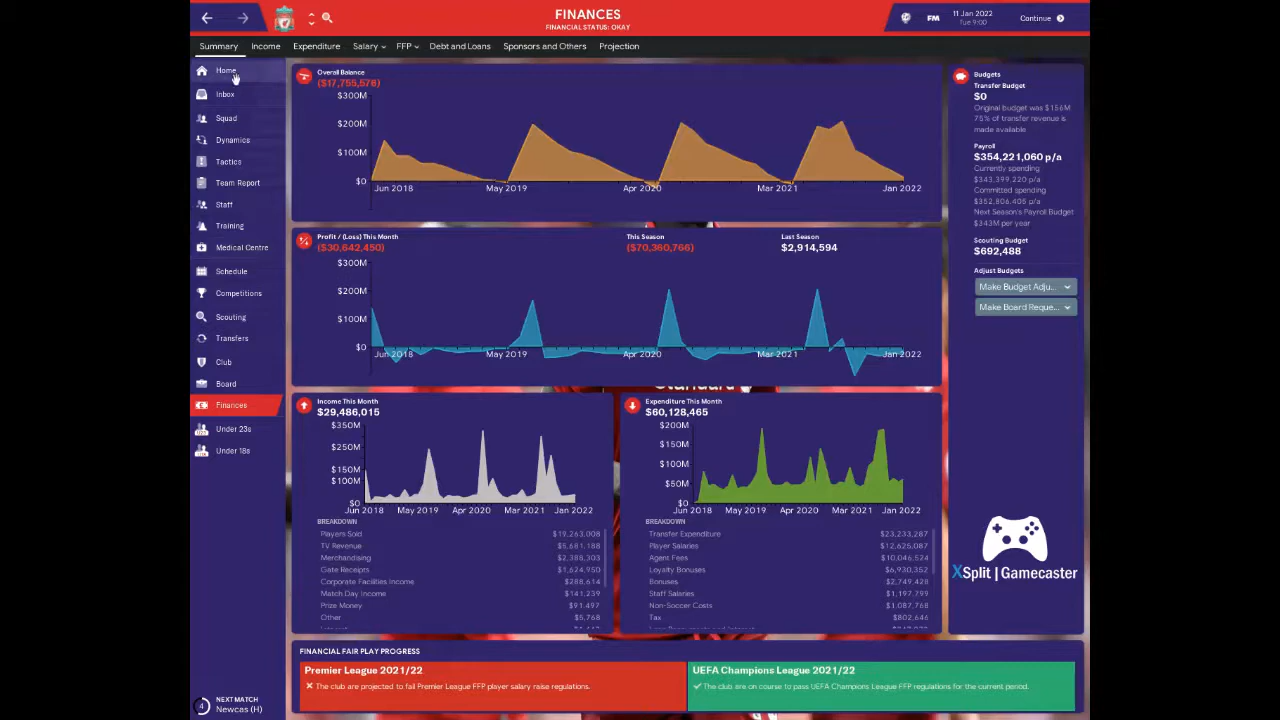 FINANCES
FINANCIAL STATUS: OKAY
FM
11 Jan 2022
Tue 9:00
Continue
Summary Income Expenditure Salary FFP Debt and Loans Sponsors and Others Projection
Home
Inbox
Squad
Dynamics
Tactics
Team Report
Staff
Training
Medical Centre
Schedule
Competitions
Scouting
Transfers
Club
Board
Finances
Under 23s
Under 18s
4
NEXT MATCH
Newcas (H)
Overall Balance
($17,755,576)
$300M
$200M
$100M
$0
Jun 2018 May 2019 Apr 2020 Mar 2021 Jan 2022
Profit / (Loss) This Month This Season Last Season
($30,642,450) ($70,360,766) $2,914,594
$300M
$200M
$100M
$0
Jun 2018 May 2019 Apr 2020 Mar 2021 Jan 2022
Standard
Income This Month
$29,486,015
$350M
$250M
$150M
$100M
$0
Jun 2018 May 2019 Apr 2020 Mar 2021 Jan 2022
BREAKDOWN
Players Sold $19,263,008
TV Revenue $5,681,188
Merchandising $2,388,303
Gate Receipts $1,624,950
Corporate Facilities Income $288,614
Match Day Income $141,239
Prize Money $91,497
Other $5,768
Expenditure This Month
$60,128,465
$200M
$150M
$100M
$50M
$0
Jun 2018 May 2019 Apr 2020 Mar 2021 Jan 2022
BREAKDOWN
Transfer Expenditure $23,233,287
Player Salaries $12,625,087
Agent Fees $10,046,524
Loyalty Bonuses $6,930,352
Bonuses $2,749,428
Staff Salaries $1,197,799
Non-Soccer Costs $1,087,768
Tax $802,646
Budgets
Transfer Budget
$0
Original budget was $156M
75% of transfer revenue is
made available
Payroll
$354,221,060 p/a
Currently spending
$343,399,220 p/a
Committed spending
$352,806,405 p/a
Next Season's Payroll Budget
$343M per year
Scouting Budget
$692,488
Adjust Budgets
Make Budget Adju...
Make Board Reque...
XSplit | Gamecaster
FINANCIAL FAIR PLAY PROGRESS
Premier League 2021/22
The club are projected to fail Premier League FFP player salary raise regulations.
UEFA Champions League 2021/22
The club are on course to pass UEFA Champions League FFP regulations for the current period.